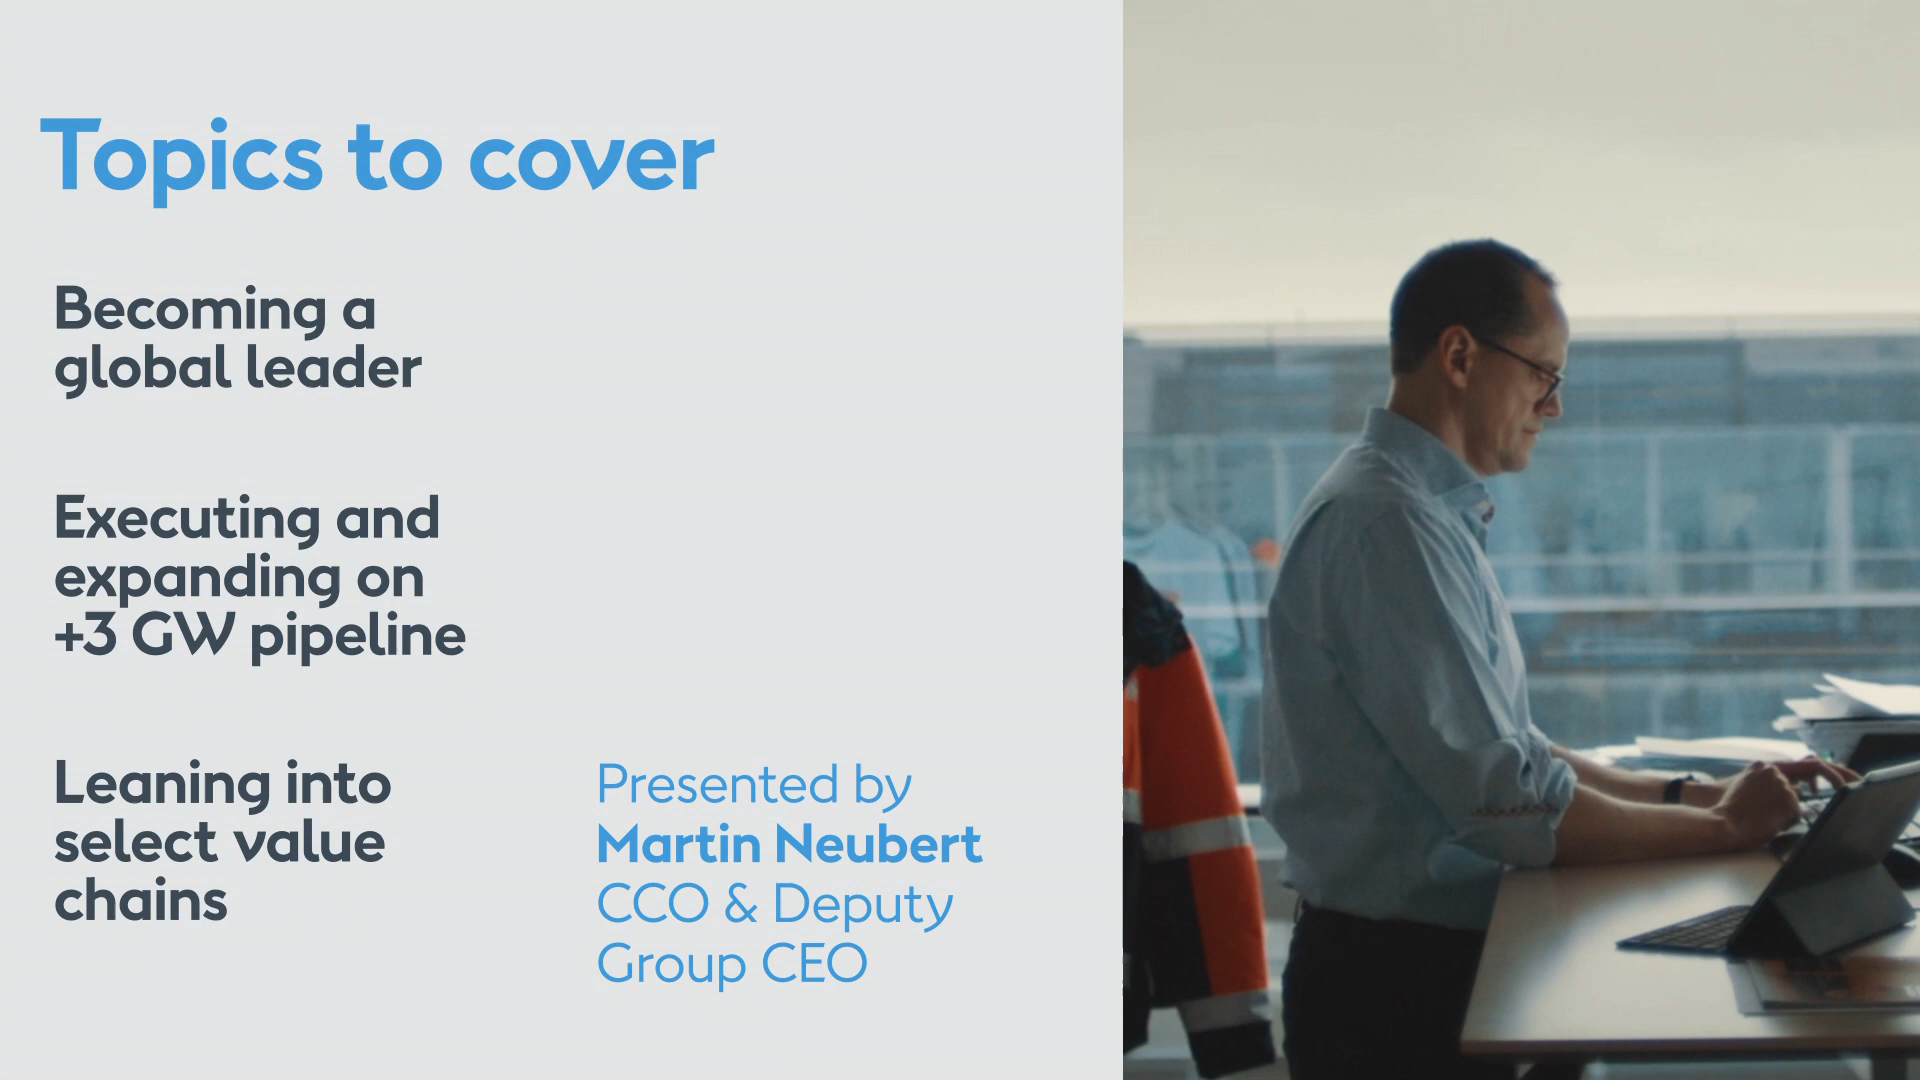 Topics to cover
Becoming a
global leader
Executing and
expanding on
+3 GW pipeline
Leaning into
select value
chains
Presented by
Martin Neubert
CCO & Deputy
Group CEO